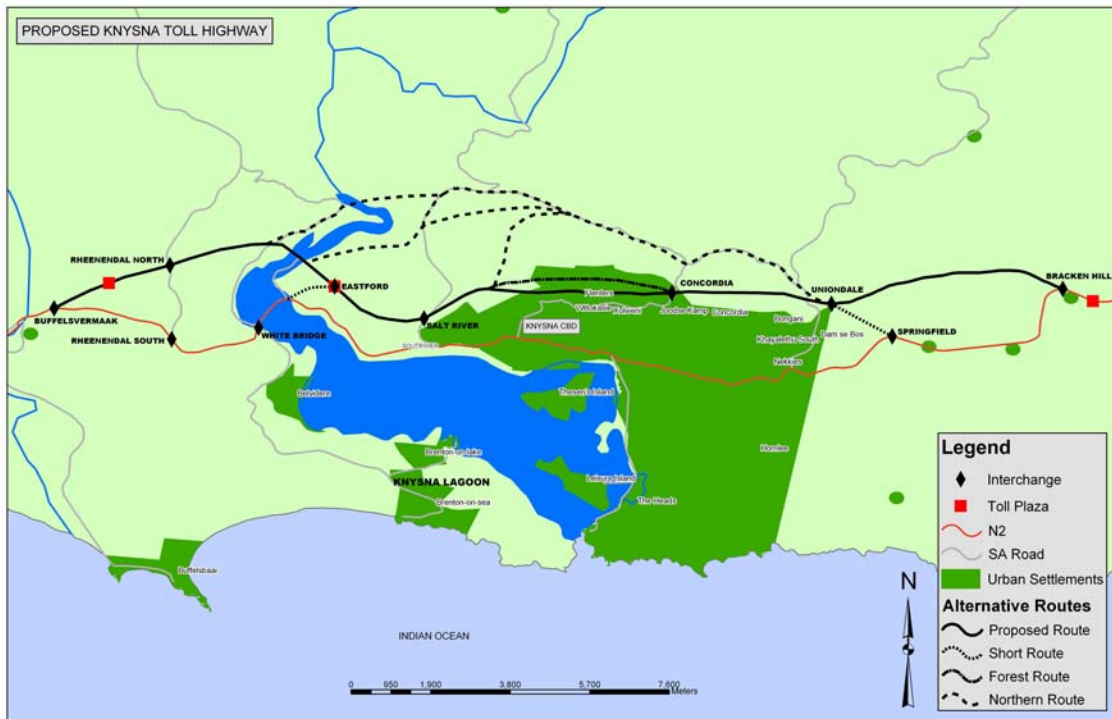 PROPOSED KNYSNA TOLL HIGHWAY
RHEENENDAL NORTH
BUFFELSVERMAAK
RHEENENDAL SOUTH
WHITE BRIDGE
EASTFORD
SALT RIVER
CONCORDIA
UNIONDALE
BRACKEN HILL
SPRINGFIELD
KNYSNA CBD
Joodse Kamp
Concordia
Bongani
Khayalethu South
Dam se Bos
Nekkies
Belvidere
Thesen's Island
Hornlee
Brenton-on-lake
KNYSNA LAGOON
Brenton-on-sea
Leisure Island
The Heads
Buffelsbaai
INDIAN OCEAN
0 950 1,900 3,800 5,700 7,600
Meters
N
Legend
Interchange
Toll Plaza
N2
SA Road
Urban Settlements
Alternative Routes
Proposed Route
Short Route
Forest Route
Northern Route